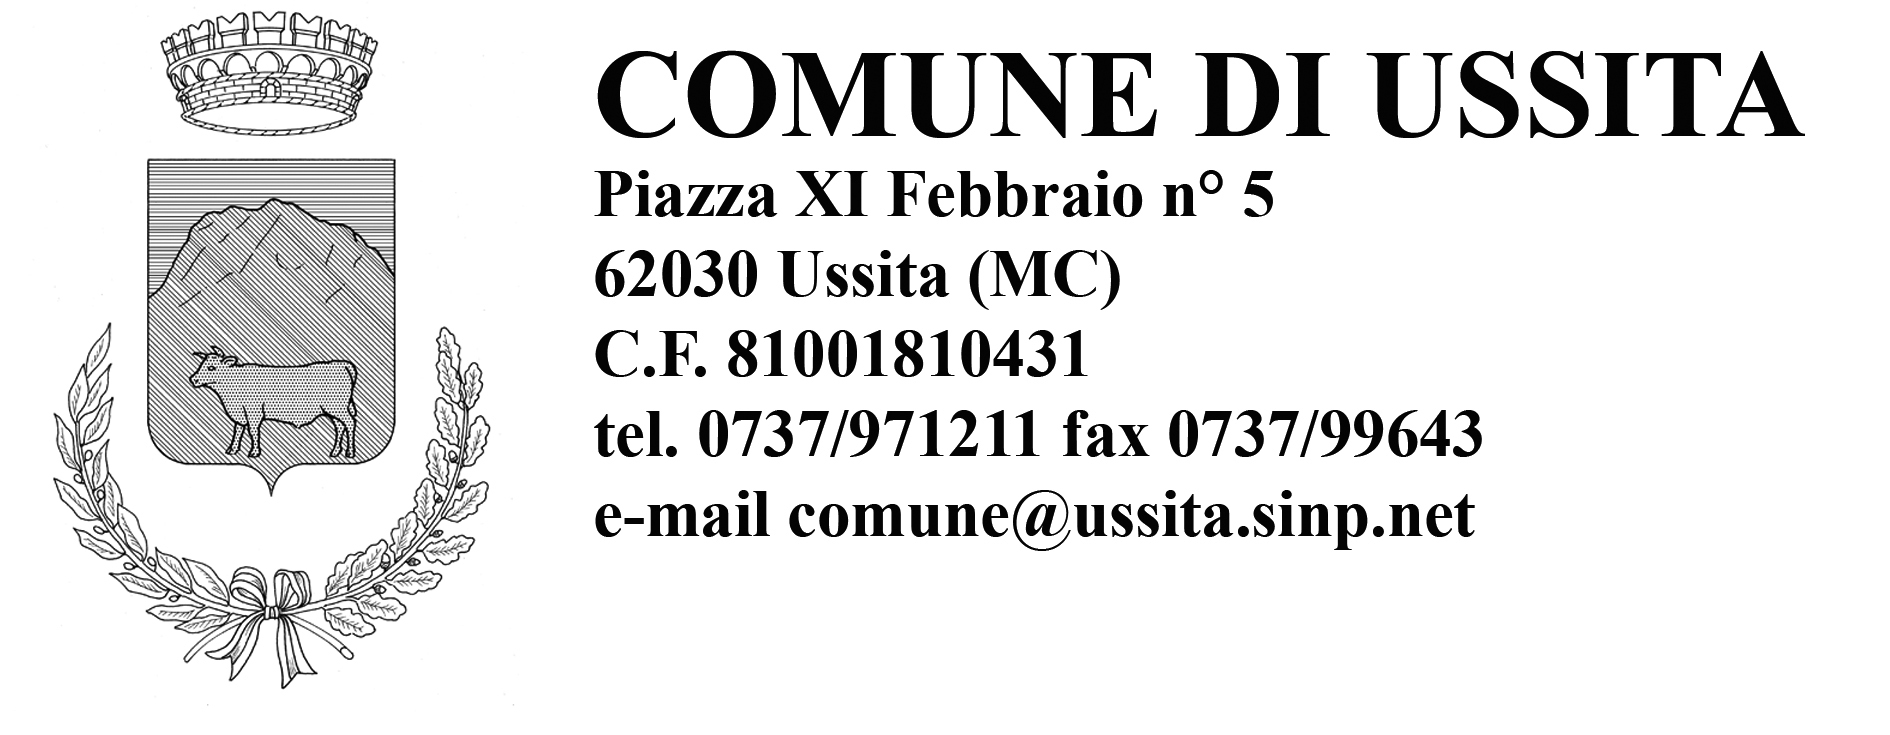 COMUNE DI USSITA
Piazza XI Febbraio n° 5
62030 Ussita (MC)
C.F. 81001810431
tel. 0737/971211 fax 0737/99643
e-mail comune@ussita.sinp.net